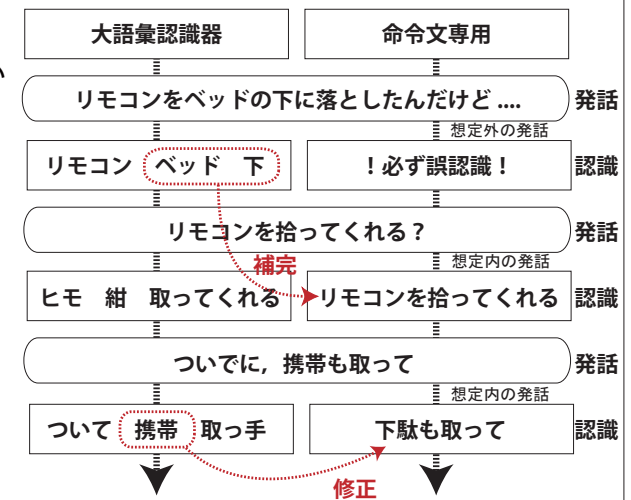 大語彙認識器 命令文専用
リモコンをベッドの下に落としたんだけど .... 発話
想定外の発話
リモコン ベッド 下 ！必ず誤認識！ 認識
リモコンを拾ってくれる？ 発話
補完 想定内の発話
ヒモ 紺 取ってくれる リモコンを拾ってくれる 認識
ついでに，携帯も取って 発話
想定内の発話
ついて 携帯 取っ手 下駄も取って 認識
修正